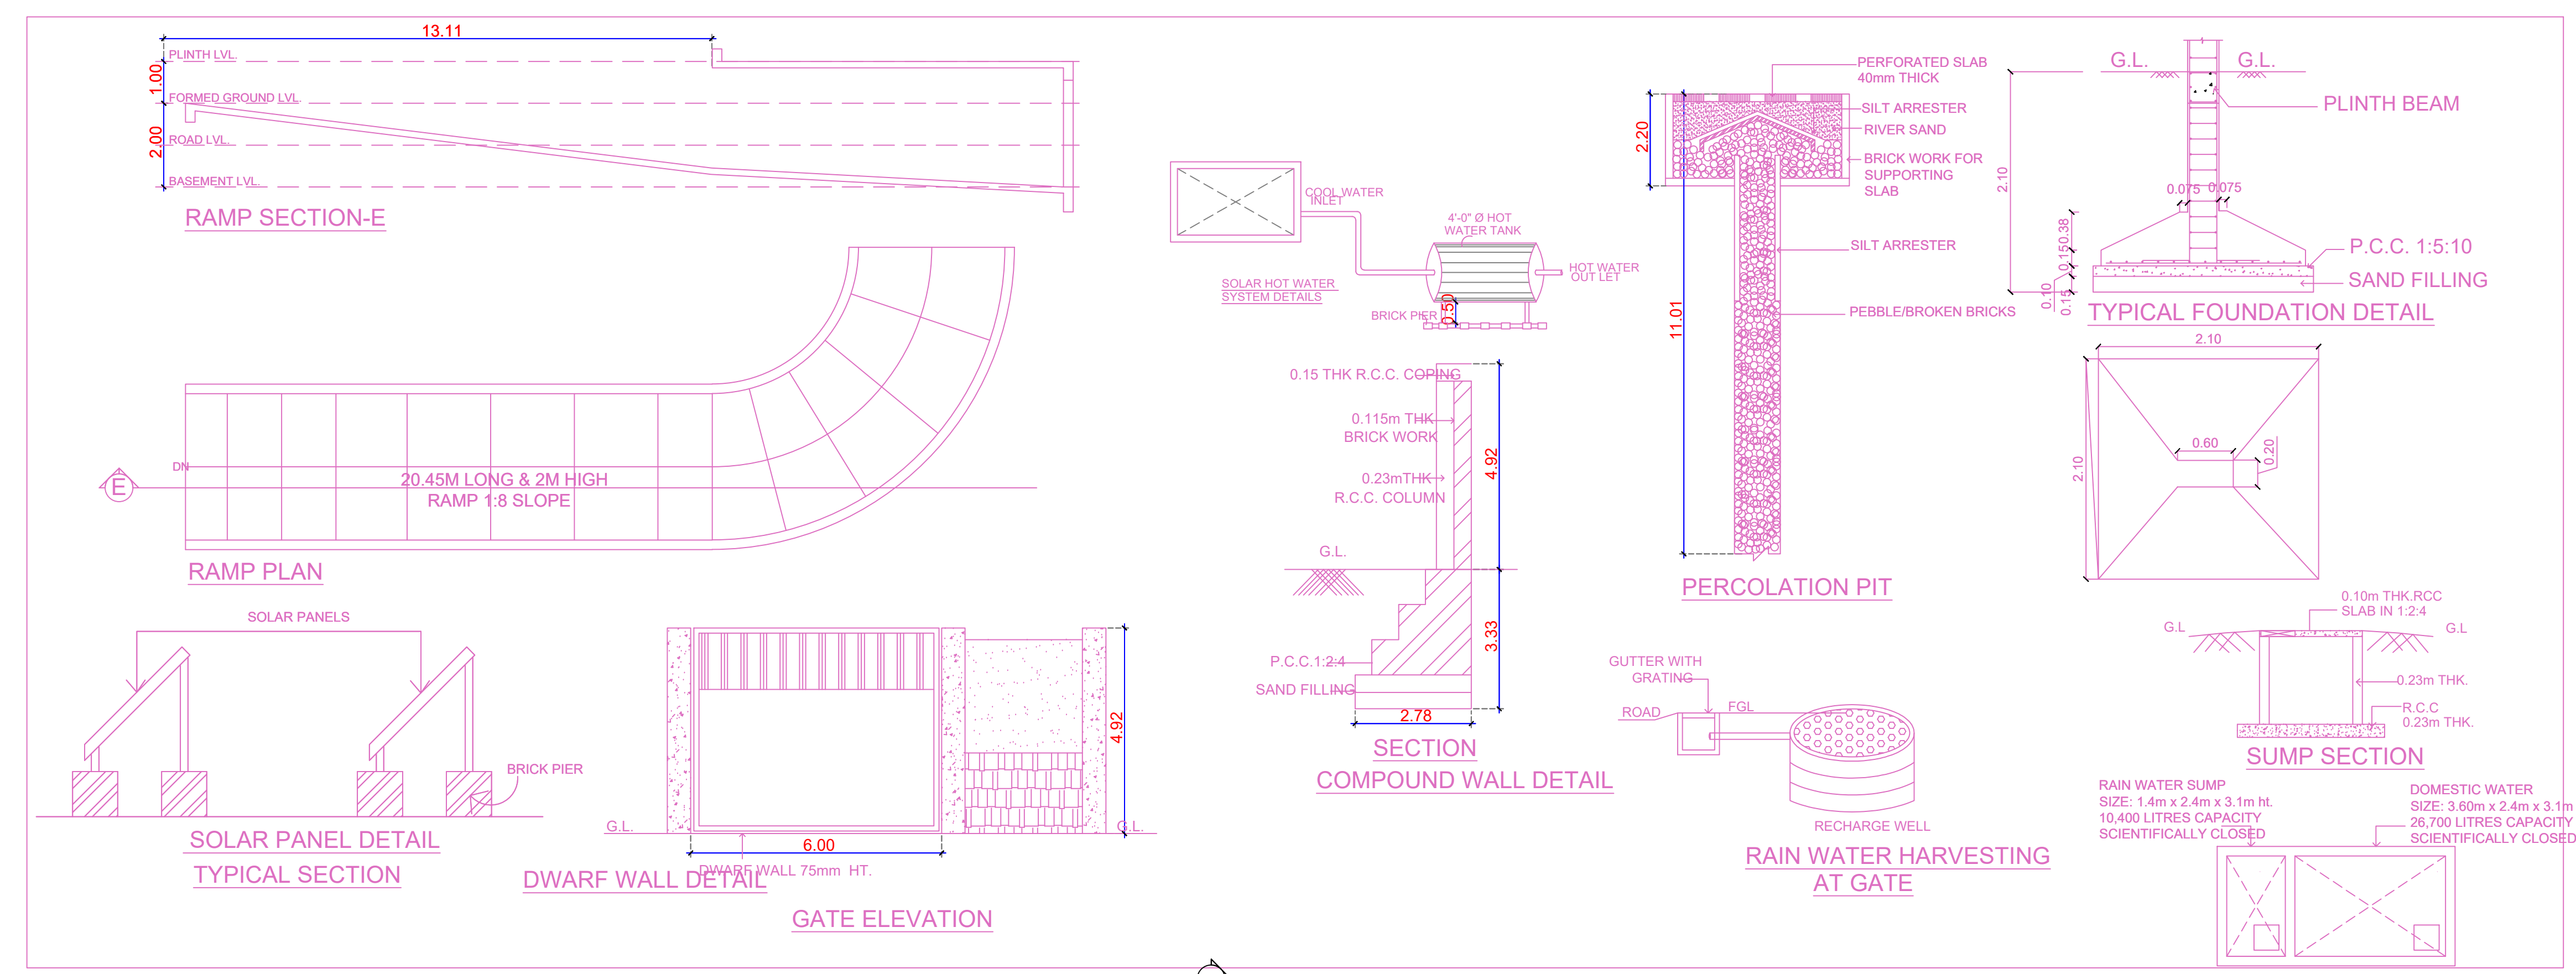 13.11
PLINTH LVL.
1.00
FORMED GROUND LVL.
2.00
ROAD LVL.
BASEMENT LVL.
RAMP SECTION-E
DN
E
20.45M LONG & 2M HIGH
RAMP 1:8 SLOPE
RAMP PLAN
SOLAR PANELS
BRICK PIER
SOLAR PANEL DETAIL
TYPICAL SECTION
G.L.
G.L.
4.92
6.00
DWARF WALL 75mm HT.
DWARF WALL DETAIL
GATE ELEVATION
COOL WATER
INLET
4'-0" Ø HOT
WATER TANK
HOT WATER
OUT LET
SOLAR HOT WATER
SYSTEM DETAILS
BRICK PIER
0.50
0.15 THK R.C.C. COPING
0.115m THK
BRICK WORK
0.23mTHK
R.C.C. COLUMN
4.92
G.L.
3.33
P.C.C.1:2:4
SAND FILLING
2.78
SECTION
COMPOUND WALL DETAIL
PERFORATED SLAB
40mm THICK
SILT ARRESTER
RIVER SAND
BRICK WORK FOR
SUPPORTING
SLAB
2.20
SILT ARRESTER
11.01
PEBBLE/BROKEN BRICKS
PERCOLATION PIT
GUTTER WITH
GRATING
ROAD
FGL
RECHARGE WELL
RAIN WATER HARVESTING
AT GATE
G.L.
G.L.
PLINTH BEAM
2.10
0.075
0.075
0.38
0.15
0.10
0.15
P.C.C. 1:5:10
SAND FILLING
TYPICAL FOUNDATION DETAIL
2.10
2.10
0.60
0.20
0.10m THK.RCC
SLAB IN 1:2:4
G.L
G.L
0.23m THK.
R.C.C
0.23m THK.
SUMP SECTION
RAIN WATER SUMP
SIZE: 1.4m x 2.4m x 3.1m ht.
10,400 LITRES CAPACITY
SCIENTIFICALLY CLOSED
DOMESTIC WATER
SIZE: 3.60m x 2.4m x 3.1m
26,700 LITRES CAPACITY
SCIENTIFICALLY CLOSED